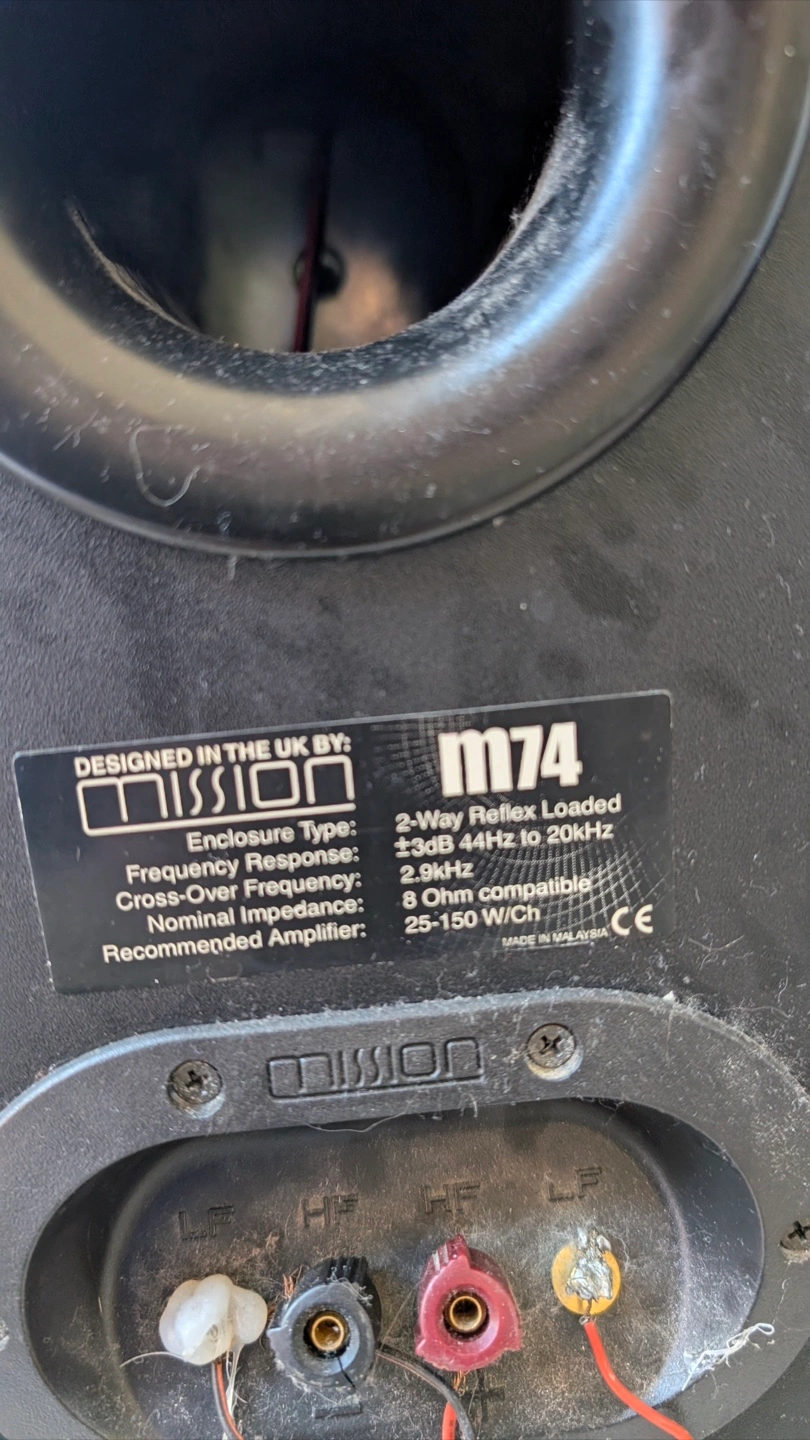 DESIGNED IN THE UK BY:
mission
m74
Enclosure Type: 2-Way Reflex Loaded
Frequency Response: ±3dB 44Hz to 20kHz
Cross-Over Frequency: 2.9kHz
Nominal Impedance: 8 Ohm compatible
Recommended Amplifier: 25-150 W/Ch
MADE IN MALAYSIA CE
mission
LF HF HF LF
- +